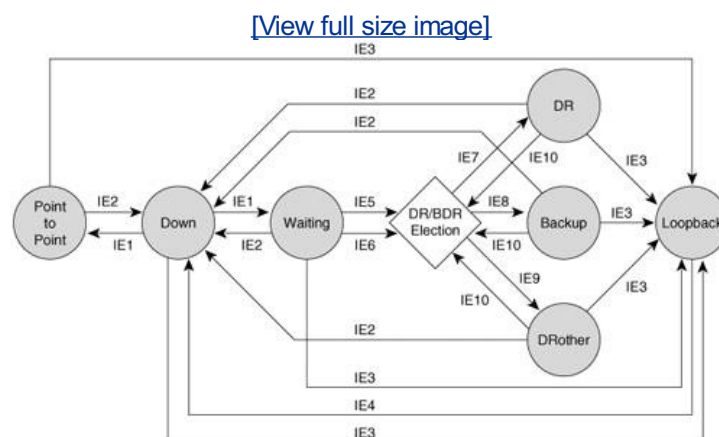 [View full size image]
IE3
IE2
DR
IE2
IE7
IE10
IE3
Point
to
Point
IE2
IE1
Down
IE1
IE2
Waiting
IE5
IE6
DR/BDR
Election
IE8
IE10
Backup
IE3
Loopback
IE9
IE10
IE3
IE2
DRother
IE3
IE4
IE3